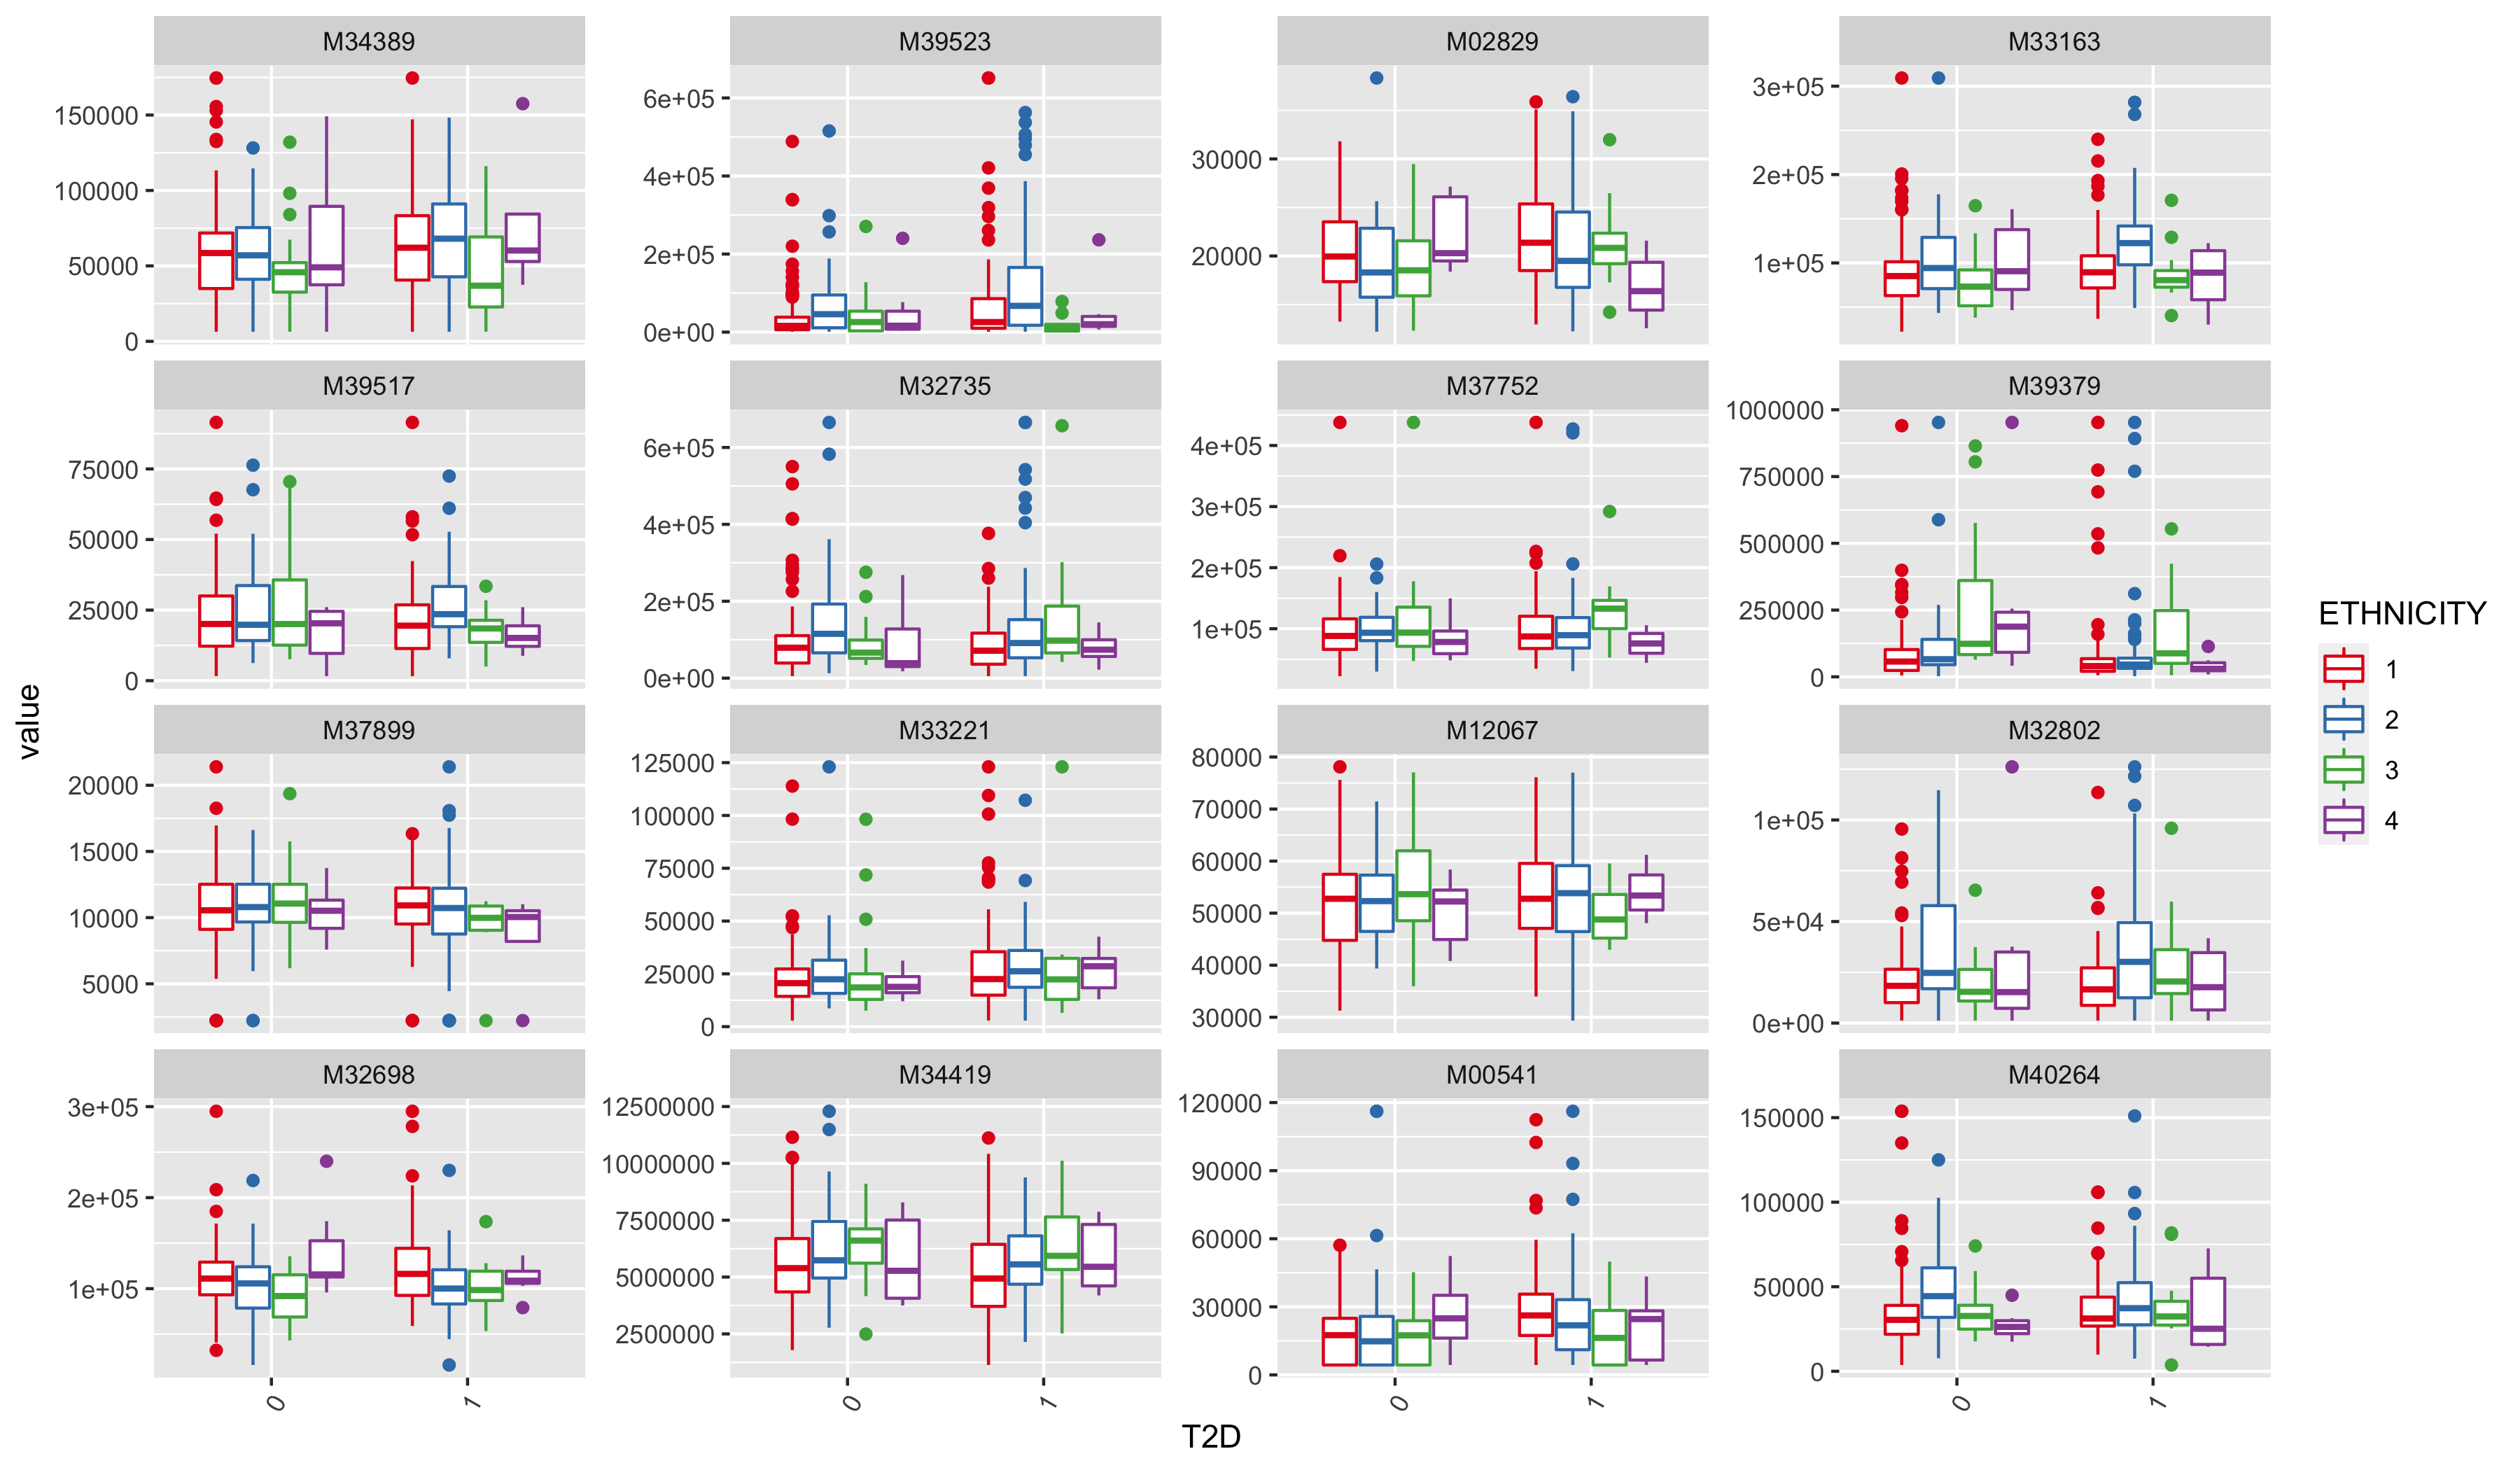 M34389
150000
100000
50000
0
M39523
6e+05
4e+05
2e+05
0e+00
M02829
30000
20000
M33163
3e+05
2e+05
1e+05
M39517
75000
50000
25000
0
M32735
6e+05
4e+05
2e+05
0e+00
M37752
4e+05
3e+05
2e+05
1e+05
M39379
1000000
750000
500000
250000
0
M37899
20000
15000
10000
5000
M33221
125000
100000
75000
50000
25000
0
M12067
80000
70000
60000
50000
40000
30000
M32802
1e+05
5e+04
0e+00
M32698
3e+05
2e+05
1e+05
0
1
M34419
12500000
10000000
7500000
5000000
2500000
0
1
M00541
120000
90000
60000
30000
0
0
1
M40264
150000
100000
50000
0
0
1
value
T2D
ETHNICITY
1
2
3
4